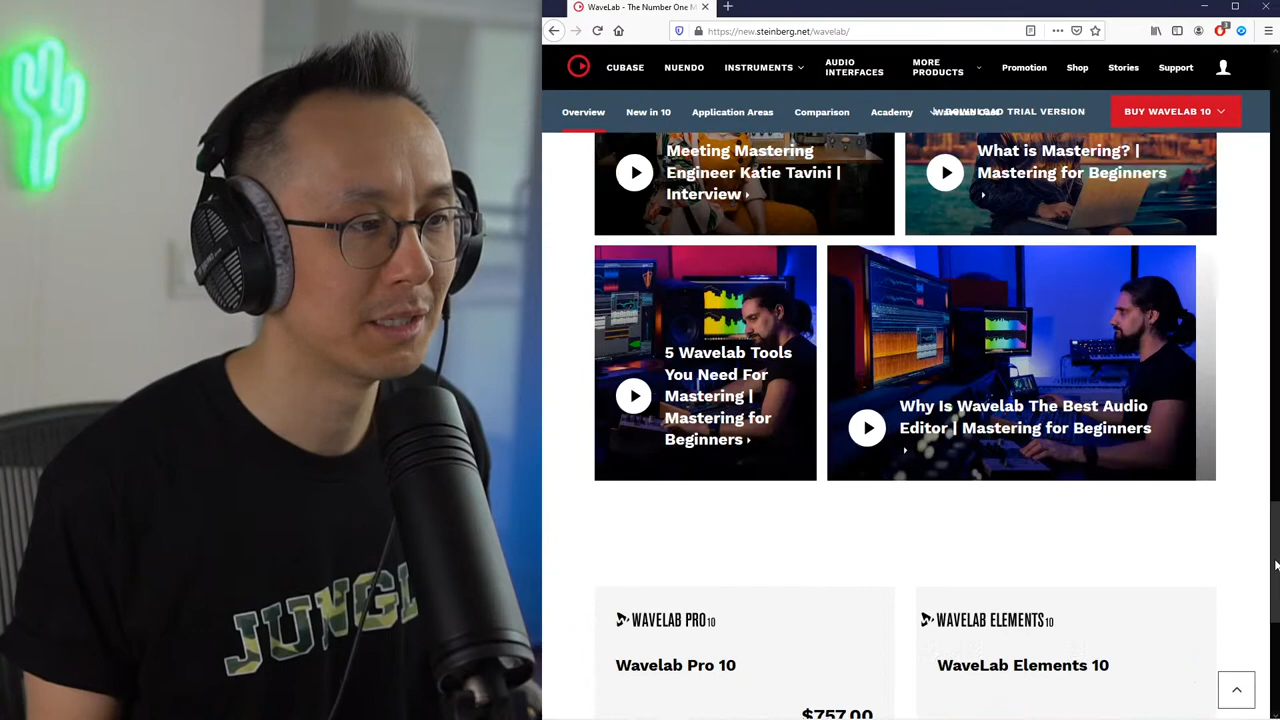 WaveLab - The Number One M
https://new.steinberg.net/wavelab/
3
CUBASE
NUENDO
INSTRUMENTS
AUDIO
INTERFACES
MORE
PRODUCTS
Promotion
Shop
Stories
Support
Overview
New in 10
Application Areas
Comparison
Academy
DOWNLOAD TRIAL VERSION
BUY WAVELAB 10
Meeting Mastering
Engineer Katie Tavini |
Interview
What is Mastering? |
Mastering for Beginners
5 Wavelab Tools
You Need For
Mastering |
Mastering for
Beginners
Why Is Wavelab The Best Audio
Editor | Mastering for Beginners
WAVELAB PRO 10
WAVELAB ELEMENTS 10
Wavelab Pro 10
WaveLab Elements 10
$757.00
JUNGL